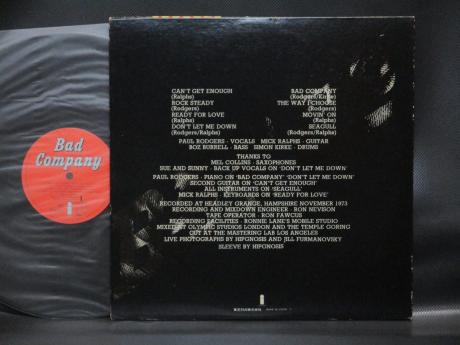 Bad
Company
CAN'T GET ENOUGH
(Ralphs)
ROCK STEADY
(Rodgers)
READY FOR LOVE
(Ralphs)
DON'T LET ME DOWN
(Rodgers/Ralphs)
BAD COMPANY
(Rodgers/Kirke)
THE WAY I CHOOSE
(Rodgers)
MOVIN' ON
(Ralphs)
SEAGULL
(Rodgers/Ralphs)
PAUL RODGERS - VOCALS MICK RALPHS - GUITAR
BOZ BURRELL - BASS SIMON KIRKE - DRUMS
THANKS TO
MEL COLLINS - SAXOPHONES
SUE AND SUNNY - BACK UP VOCALS ON 'DON'T LET ME DOWN'
PAUL RODGERS - PIANO ON 'BAD COMPANY' 'DON'T LET ME DOWN'
SECOND GUITAR ON 'CAN'T GET ENOUGH'
ALL INSTRUMENTS ON 'SEAGULL'
MICK RALPHS - KEYBOARDS ON 'READY FOR LOVE'
RECORDED AT HEADLEY GRANGE, HAMPSHIRE NOVEMBER 1973
RECORDING AND MIXDOWN ENGINEER - RON NEVISON
TAPE OPERATOR - RON FAWCUS
RECORDING FACILITIES - RONNIE LANE'S MOBILE STUDIO
MIXED AT OLYMPIC STUDIOS LONDON AND THE TEMPLE GORING
CUT AT THE MASTERING LAB LOS ANGELES
LIVE PHOTOGRAPHS BY HIPGNOSIS AND JILL FURMANOVSKY
SLEEVE BY HIPGNOSIS